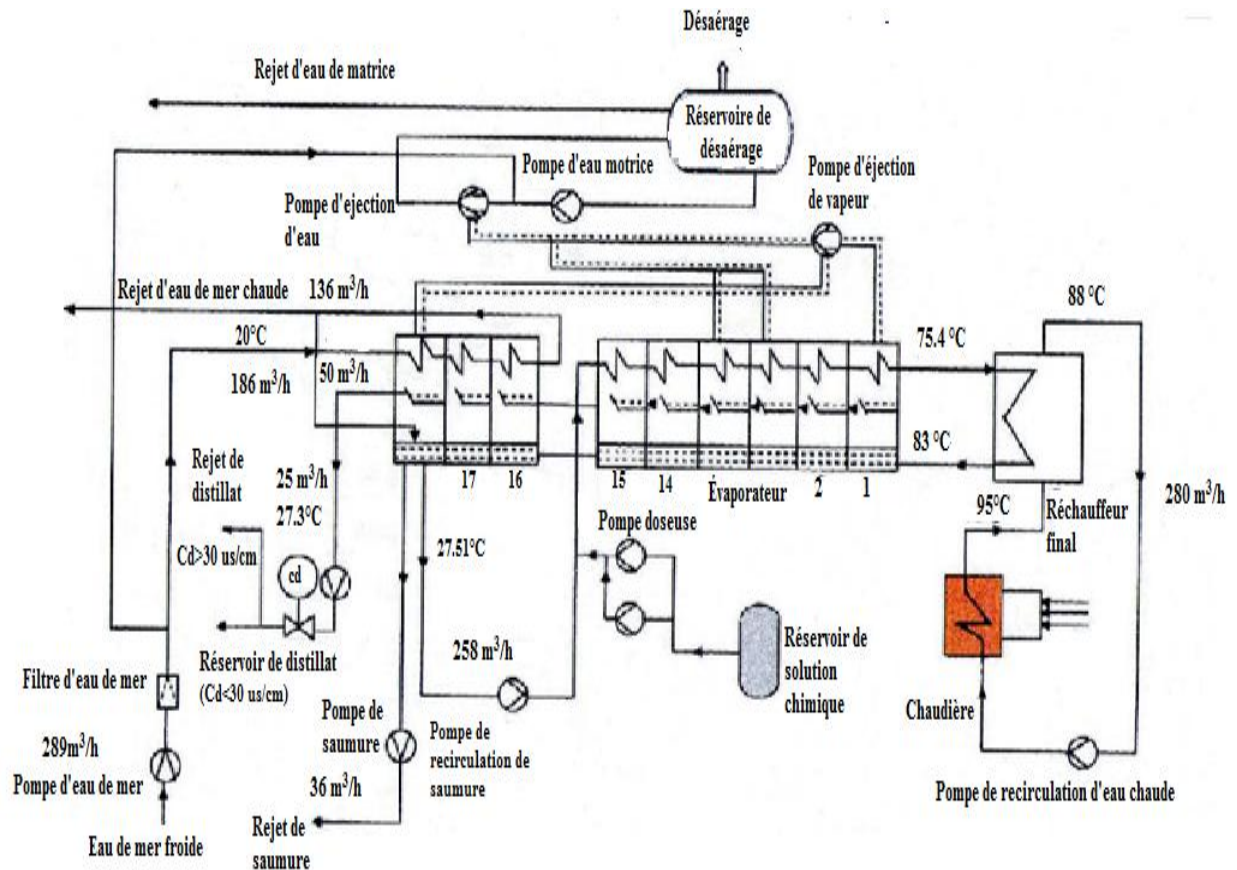 Désaérage
Rejet d'eau de matrice
Réservoire de
désaérage
Pompe d'eau motrice
Pompe d'éjection
de vapeur
Pompe d'ejection
d'eau
Rejet d'eau de mer chaude
136 m³/h
88 °C
20°C
186 m³/h
50 m³/h
75.4 °C
83 °C
Rejet de
distillat
25 m³/h
27.3°C
17
16
15
14
Évaporateur
2
1
280 m³/h
Cd>30 us/cm
27.51°C
Pompe doseuse
95°C
Réchauffeur
final
cd
Réservoir de distillat
(Cd<30 us/cm)
258 m³/h
Réservoir de
solution
chimique
Filtre d'eau de mer
Chaudière
289m³/h
Pompe d'eau de mer
Pompe de
saumure
36 m³/h
Pompe de
recirculation de
saumure
Pompe de recirculation d'eau chaude
Eau de mer froide
Rejet de
saumure